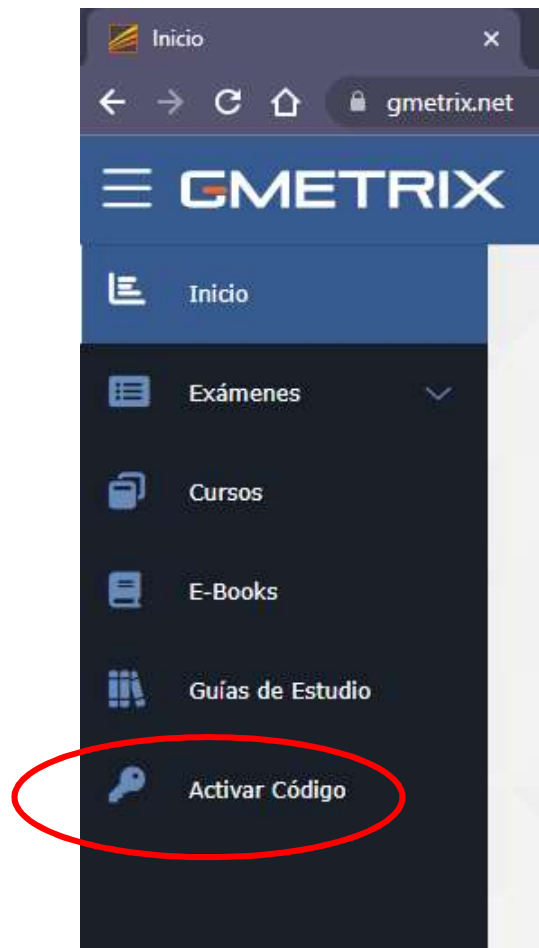 Inicio
gmetrix.net
GMETRIX
Inicio
Exámenes
Cursos
E-Books
Guías de Estudio
Activar Código